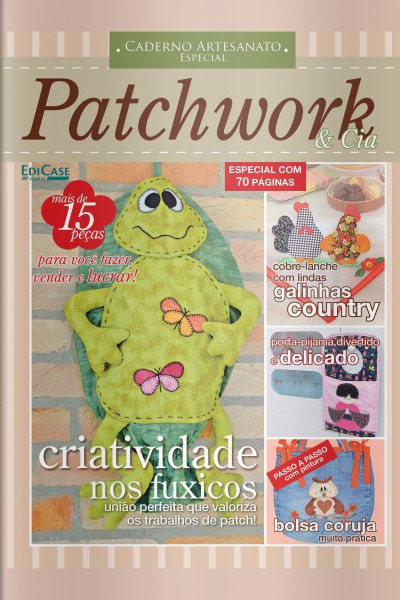 • CADERNO ARTESANATO •
ESPECIAL
Patchwork
& Cia
EDICASE
digital
ESPECIAL COM
70 PÁGINAS
mais de
15
peças
para você fazer,
vender e lucrar!
cobre-lanche
com lindas
galinhas
country
porta-pijama divertido
e delicado
criatividade
nos fuxicos
união perfeita que valoriza
os trabalhos de patch!
PASSO A PASSO
com pintura
bolsa coruja
muito prática